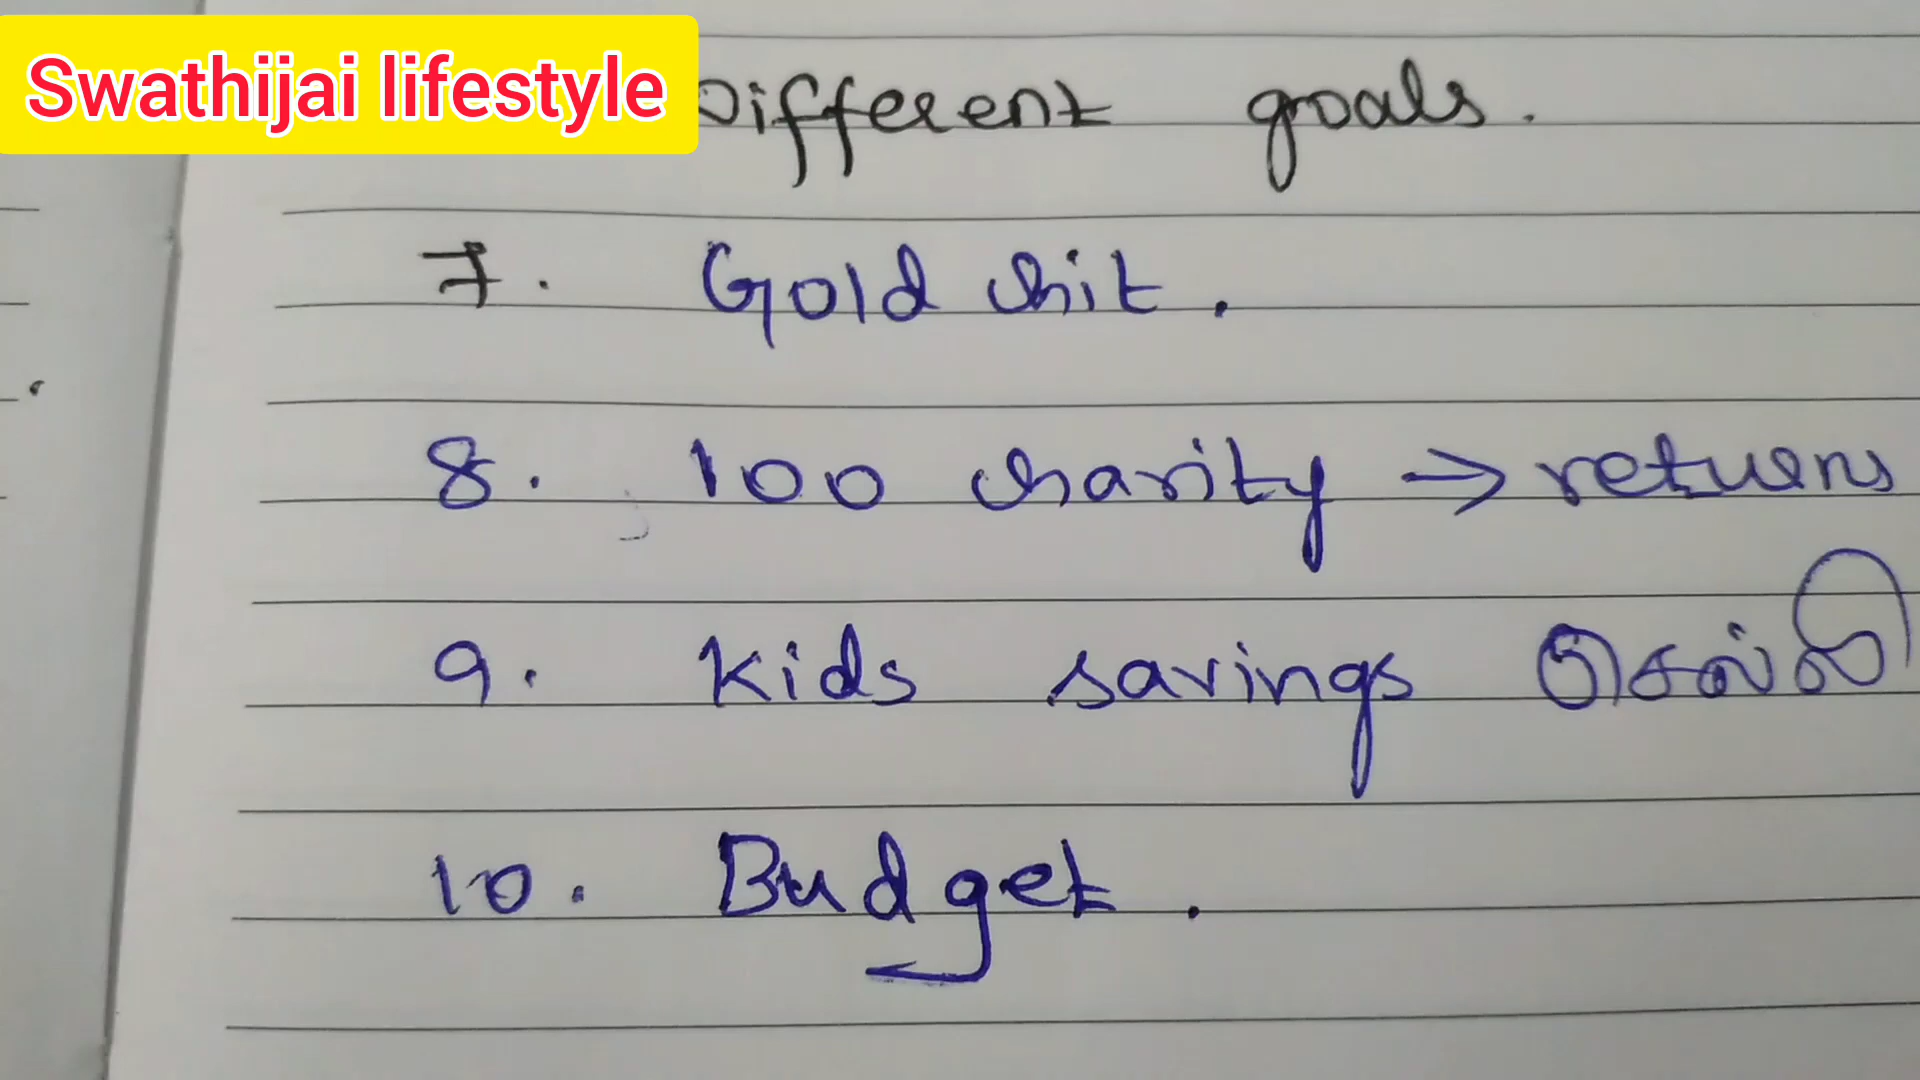 Swathijai lifestyle
Different goals.
7. Gold chit.
8. 100 charity → returns
9. Kids savings செல்லி
10. Budget.